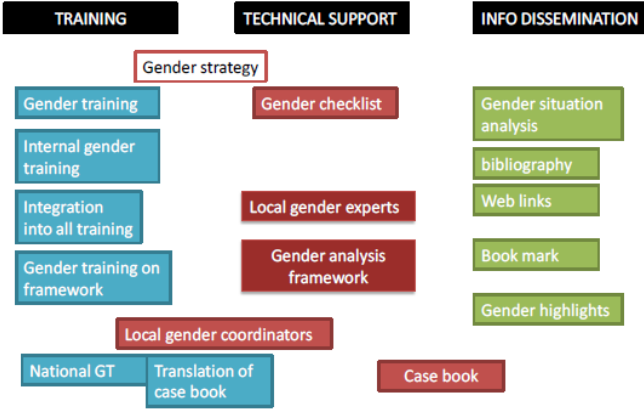 TRAINING
TECHNICAL SUPPORT
INFO DISSEMINATION
Gender strategy
Gender training
Gender checklist
Gender situation
analysis
Internal gender
training
bibliography
Integration
into all training
Local gender experts
Web links
Gender training on
framework
Gender analysis
framework
Book mark
Gender highlights
Local gender coordinators
National GT
Translation of
case book
Case book